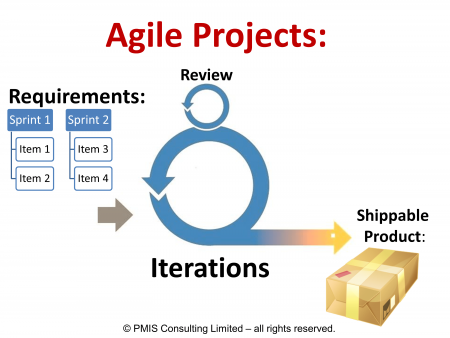 Agile Projects:
Review
Requirements:
Sprint 1 Sprint 2
Item 1 Item 3
Item 2 Item 4
Shippable
Product:
Iterations
© PMIS Consulting Limited – all rights reserved.